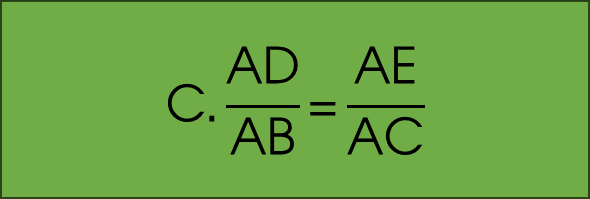 C. AD/AB = AE/AC